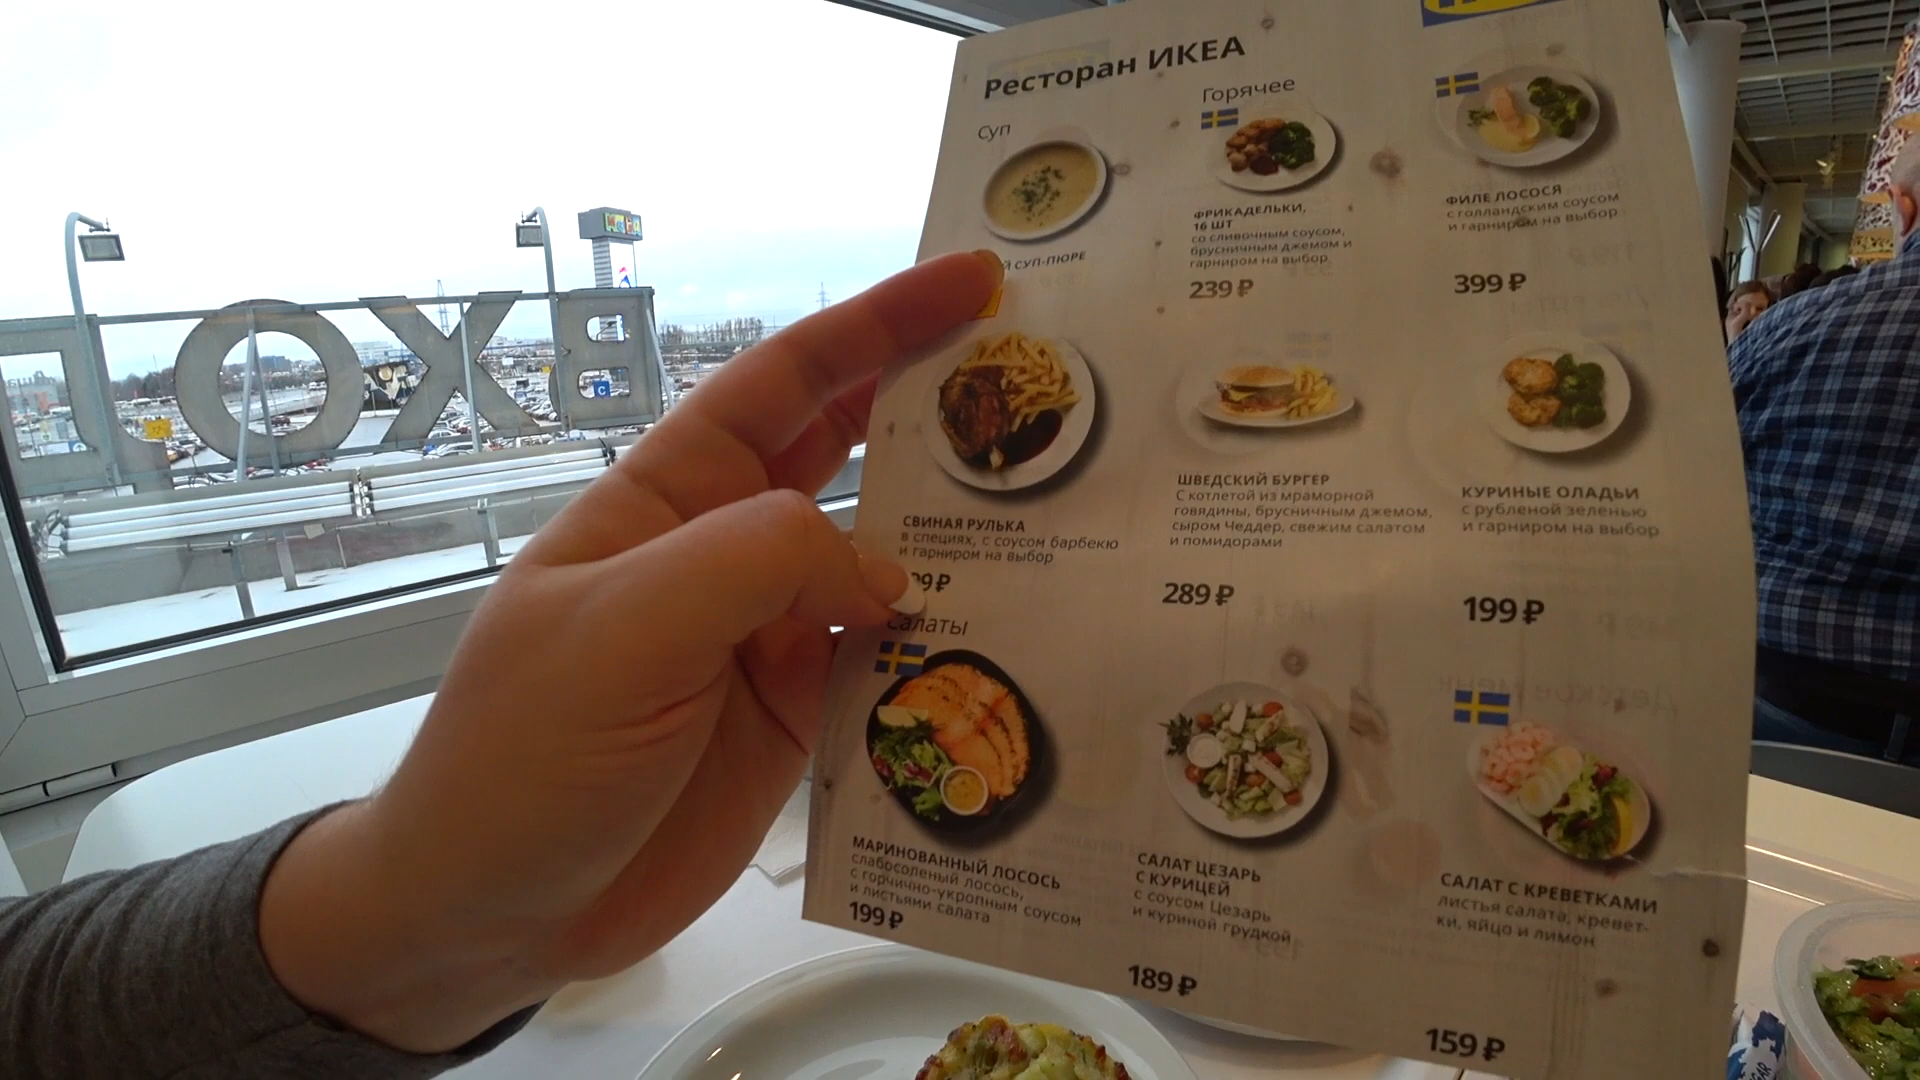 Ресторан ИКЕА
Суп
СУП-ПЮРЕ
Горячее
ФРИКАДЕЛЬКИ,
16 ШТ
со сливочным соусом,
брусничным джемом и
гарниром на выбор
239 ₽
ФИЛЕ ЛОСОСЯ
с голландским соусом
и гарниром на выбор
399 ₽
СВИНАЯ РУЛЬКА
в специях, с соусом барбекю
и гарниром на выбор
ШВЕДСКИЙ БУРГЕР
С котлетой из мраморной
говядины, брусничным джемом,
сыром Чеддер, свежим салатом
и помидорами
289 ₽
КУРИНЫЕ ОЛАДЬИ
с рубленой зеленью
и гарниром на выбор
199 ₽
Салаты
МАРИНОВАННЫЙ ЛОСОСЬ
слабосоленый лосось,
с горчично-укропным соусом
и листьями салата
199 ₽
САЛАТ ЦЕЗАРЬ
С КУРИЦЕЙ
с соусом Цезарь
и куриной грудкой
189 ₽
САЛАТ С КРЕВЕТКАМИ
листья салата, кревет-
ки, яйцо и лимон
159 ₽
ВХОД
МЕГА
C